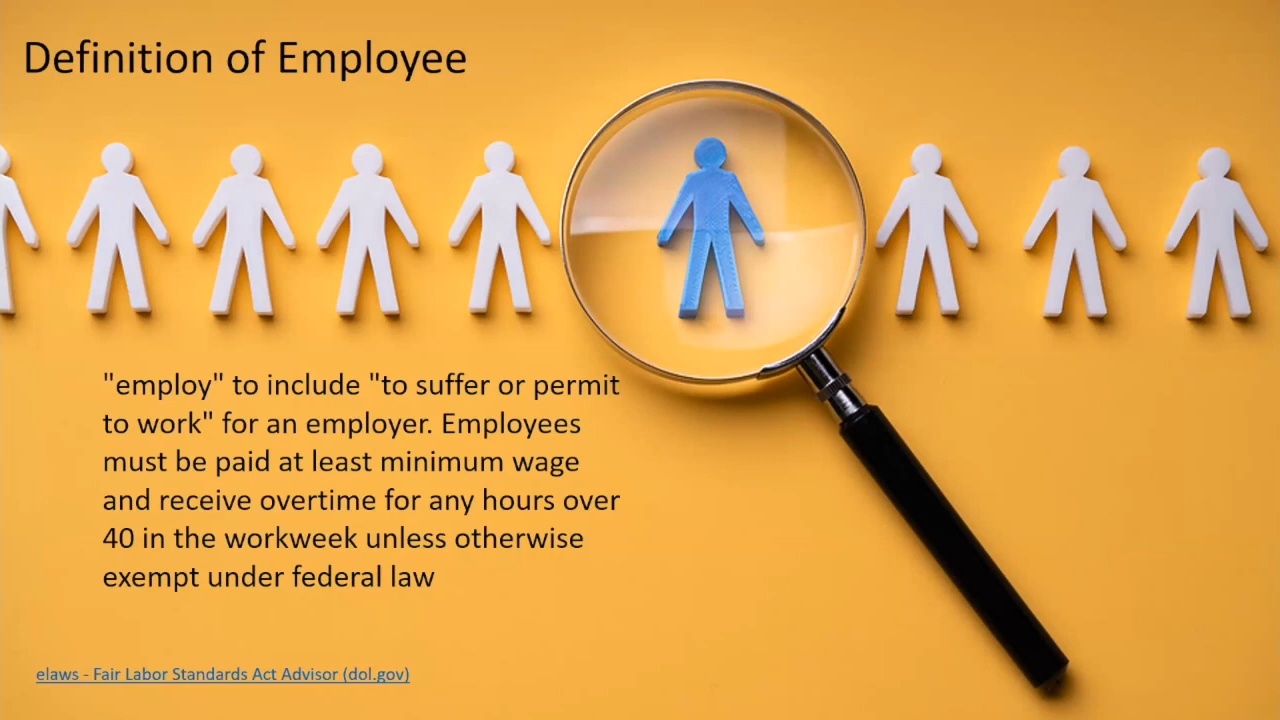 Definition of Employee
"employ" to include "to suffer or permit
to work" for an employer. Employees
must be paid at least minimum wage
and receive overtime for any hours over
40 in the workweek unless otherwise
exempt under federal law
elaws - Fair Labor Standards Act Advisor (dol.gov)